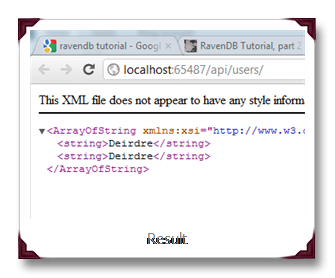 ravendb tutorial - Googl
RavenDB Tutorial, part 2
localhost:65487/api/users/
This XML file does not appear to have any style inform
▼<ArrayOfString xmlns:xsi="http://www.w3.o
<string>Deirdre</string>
<string>Deirdre</string>
</ArrayOfString>
Result